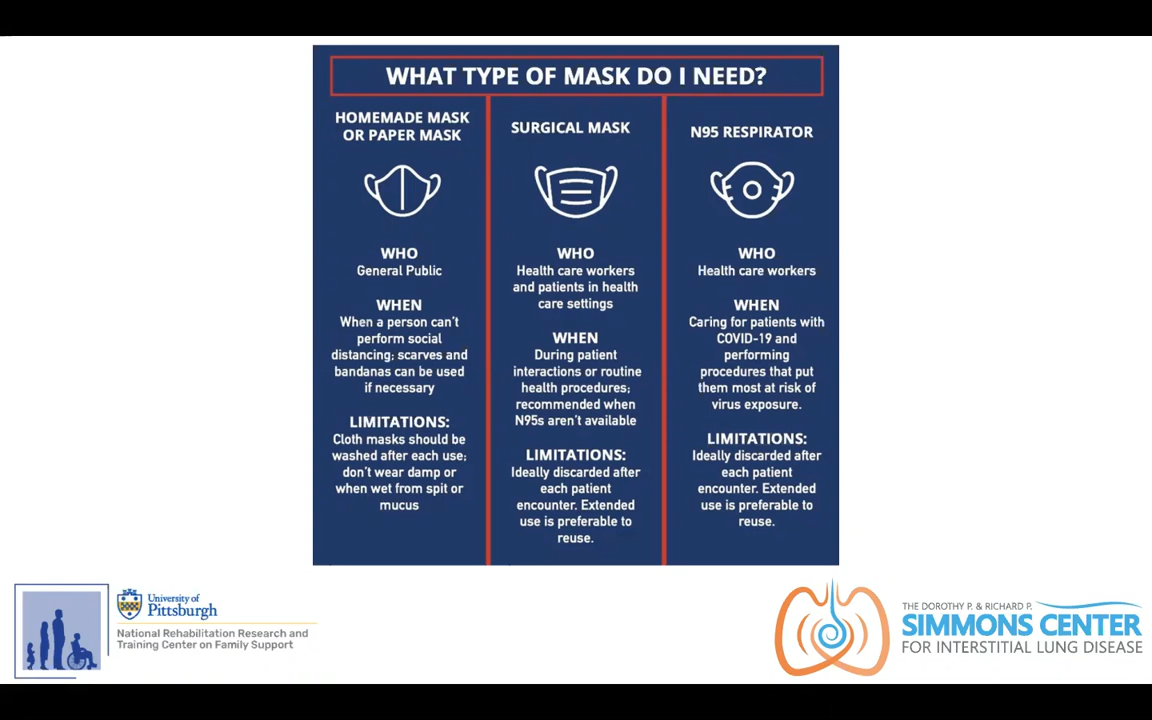 WHAT TYPE OF MASK DO I NEED?
HOMEMADE MASK
OR PAPER MASK
WHO
General Public
WHEN
When a person can't
perform social
distancing; scarves and
bandanas can be used
if necessary
LIMITATIONS:
Cloth masks should be
washed after each use;
don't wear damp or
when wet from spit or
mucus
SURGICAL MASK
WHO
Health care workers
and patients in health
care settings
WHEN
During patient
interactions or routine
health procedures;
recommended when
N95s aren't available
LIMITATIONS:
Ideally discarded after
each patient
encounter. Extended
use is preferable to
reuse.
N95 RESPIRATOR
WHO
Health care workers
WHEN
Caring for patients with
COVID-19 and
performing
procedures that put
them most at risk of
virus exposure.
LIMITATIONS:
Ideally discarded after
each patient
encounter. Extended
use is preferable to
reuse.
University of
Pittsburgh
National Rehabilitation Research and
Training Center on Family Support
THE DOROTHY P. & RICHARD P.
SIMMONS CENTER
FOR INTERSTITIAL LUNG DISEASE